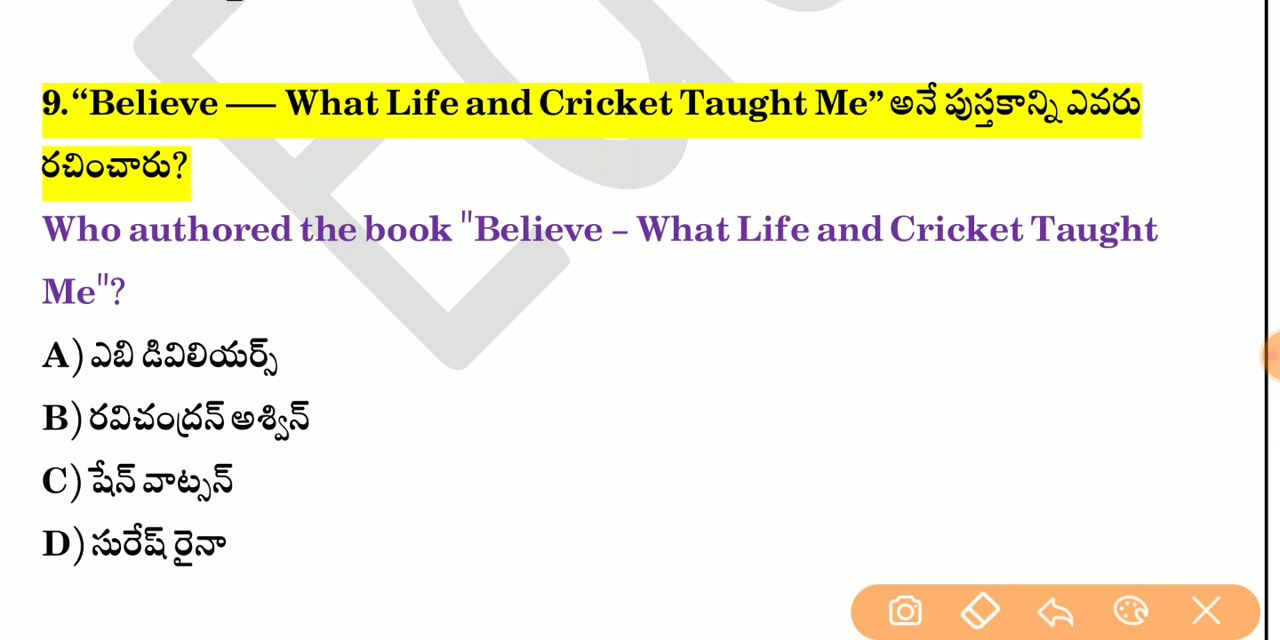 9.“Believe — What Life and Cricket Taught Me” అనే పుస్తకాన్ని ఎవరు
రచించారు?
Who authored the book "Believe – What Life and Cricket Taught
Me"?
A) ఎబి డివిలియర్స్
B) రవిచంద్రన్ అశ్విన్
C) షేన్ వాట్సన్
D) సురేష్ రైనా